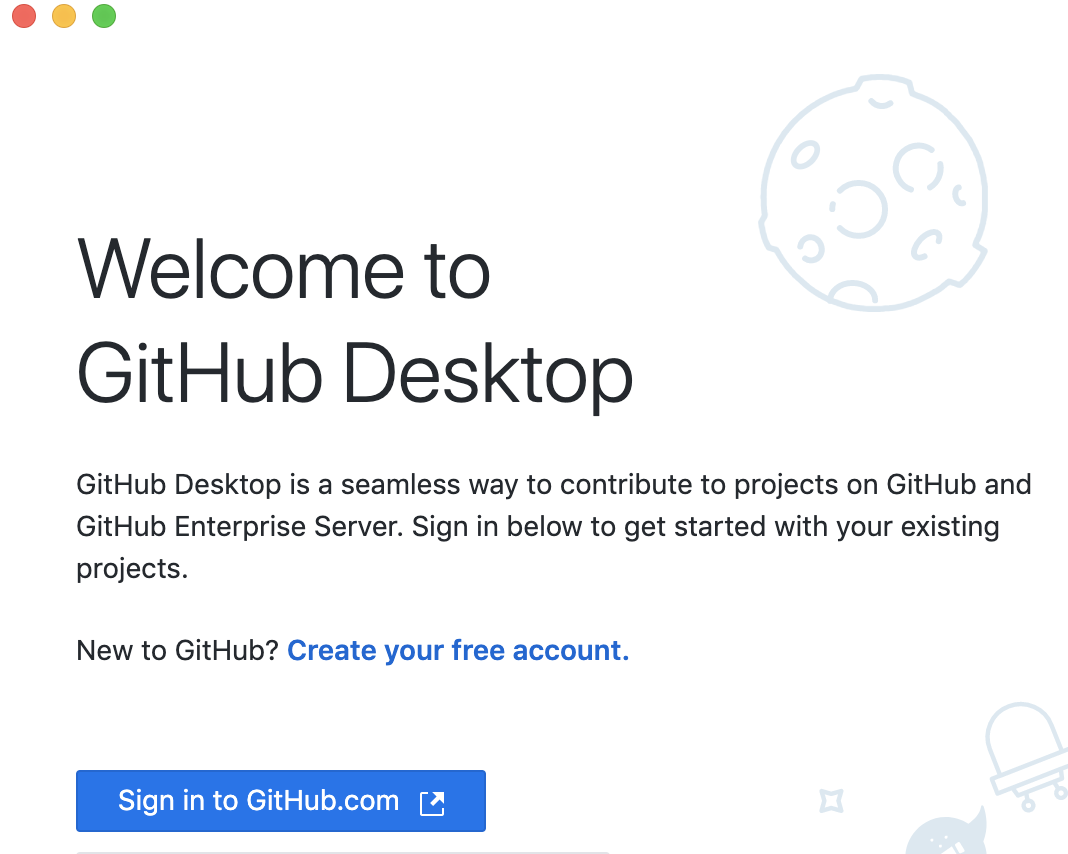 Welcome to
GitHub Desktop
GitHub Desktop is a seamless way to contribute to projects on GitHub and
GitHub Enterprise Server. Sign in below to get started with your existing
projects.
New to GitHub? Create your free account.
Sign in to GitHub.com